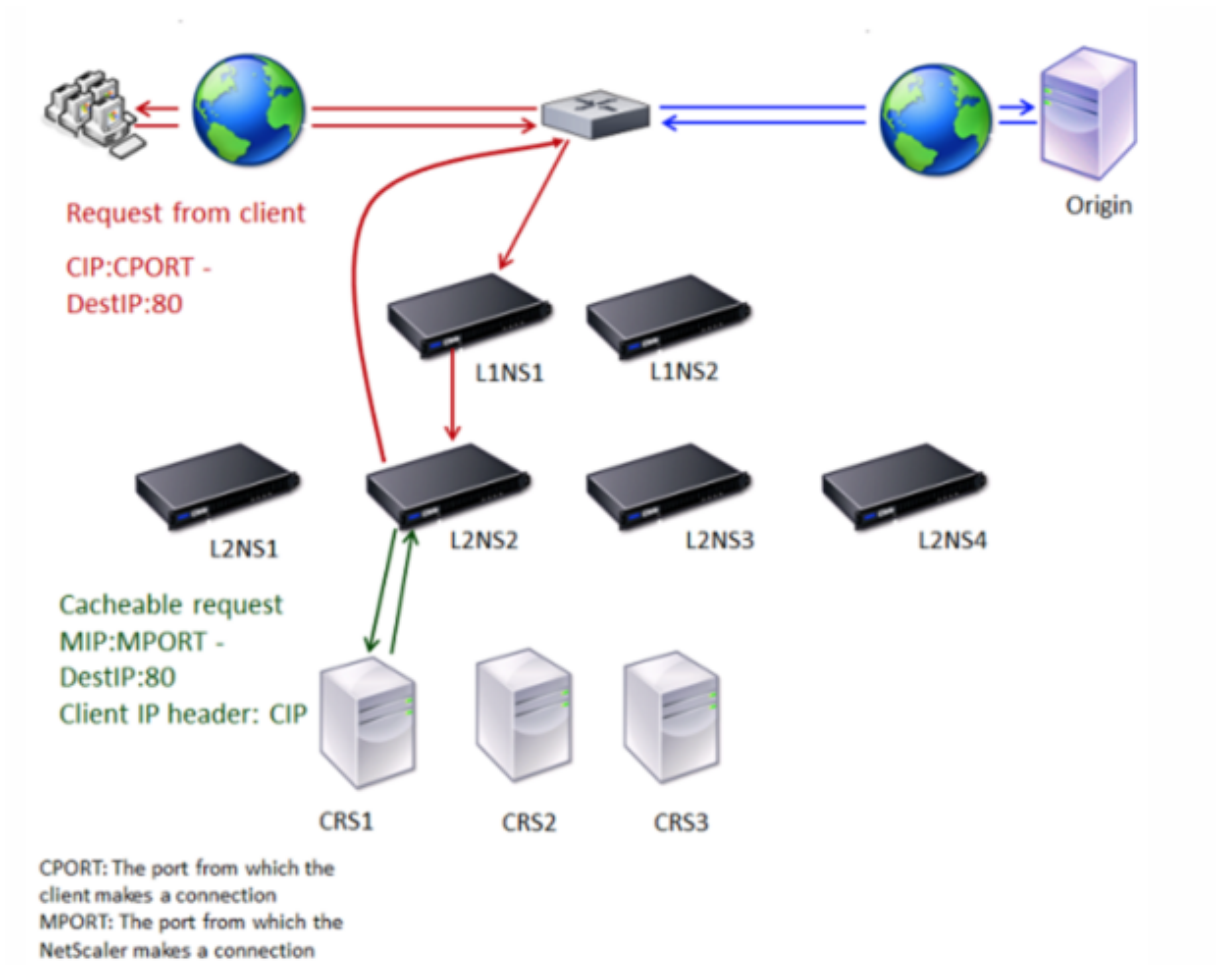 Origin
Request from client
CIP:CPORT -
DestIP:80
L1NS1
L1NS2
L2NS1
L2NS2
L2NS3
L2NS4
Cacheable request
MIP:MPORT -
DestIP:80
Client IP header: CIP
CRS1
CRS2
CRS3
CPORT: The port from which the
client makes a connection
MPORT: The port from which the
NetScaler makes a connection